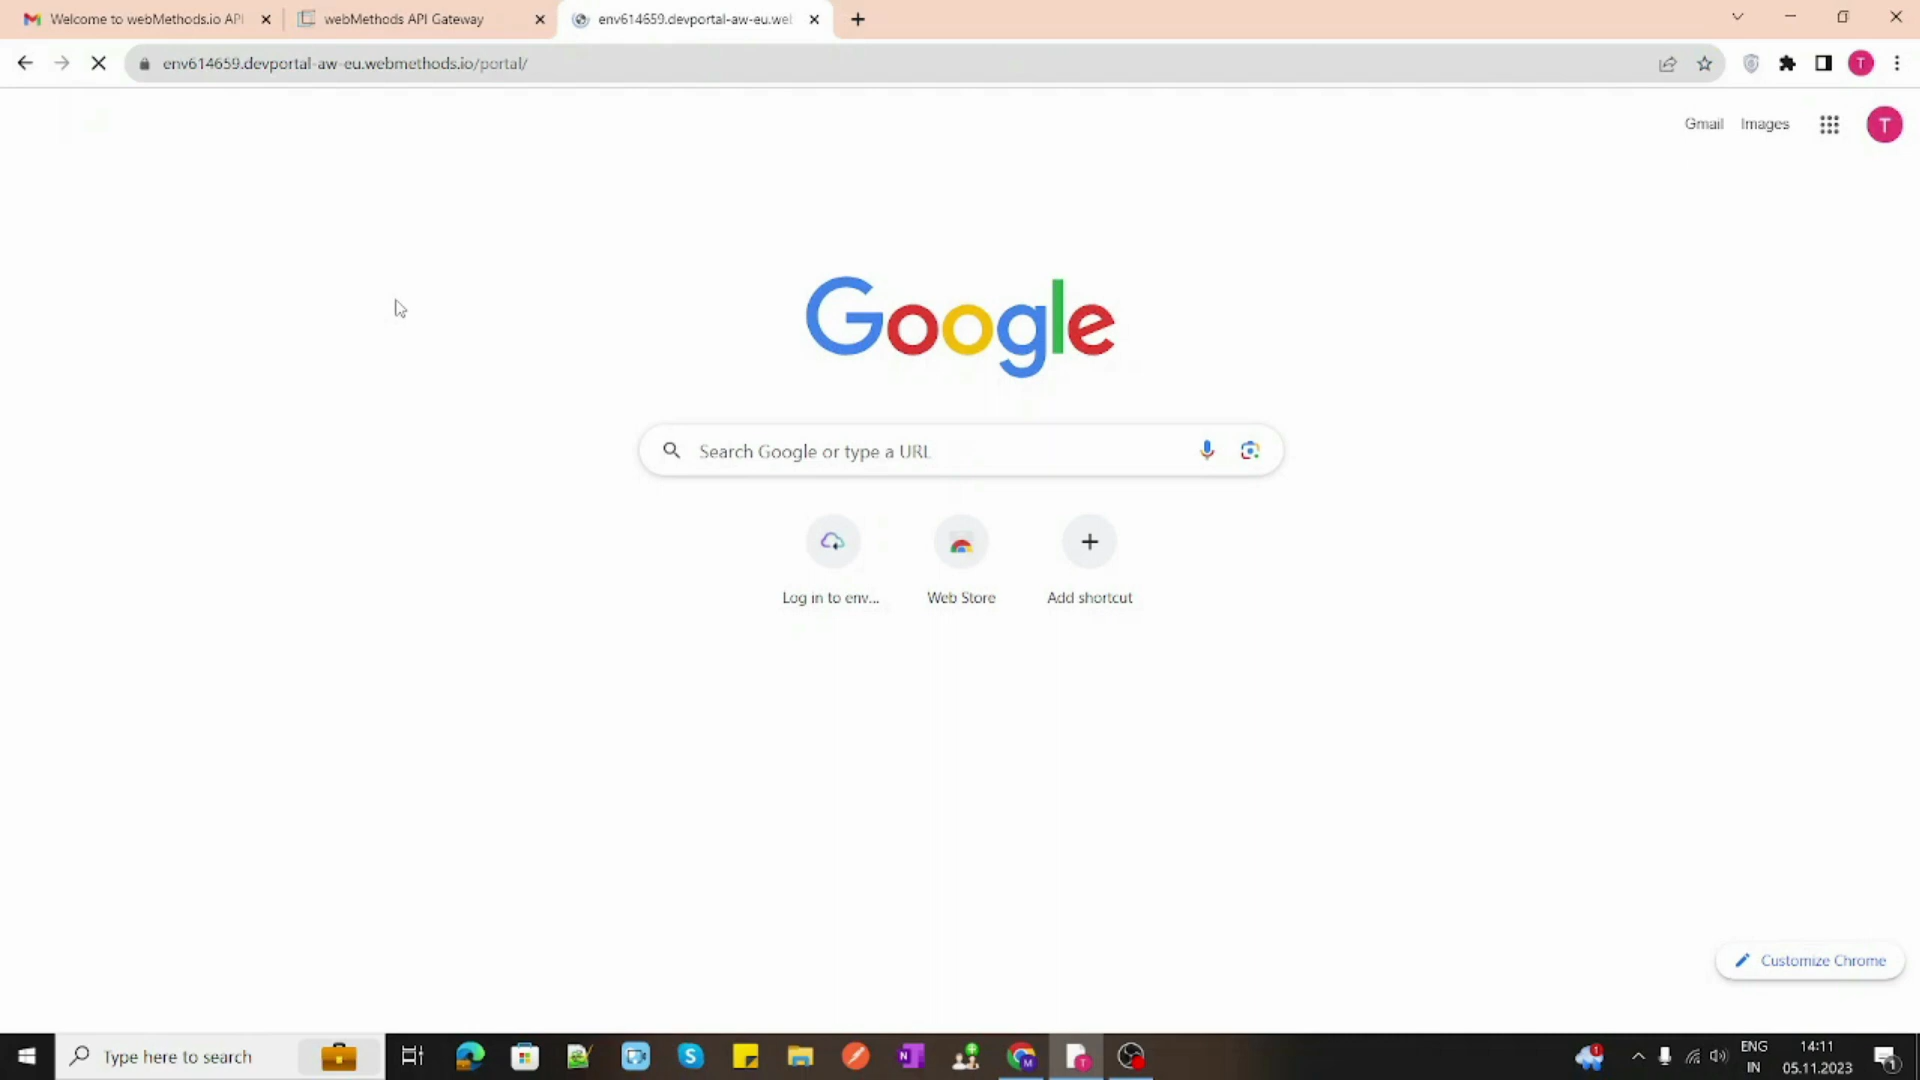 Welcome to webMethods.io API
webMethods API Gateway
env614659.devportal-aw-eu.wel
env614659.devportal-aw-eu.webmethods.io/portal/
T
Gmail Images
T
Google
Search Google or type a URL
Log in to env...
Web Store
Add shortcut
Customize Chrome
Type here to search
ENG
IN
14:11
05.11.2023